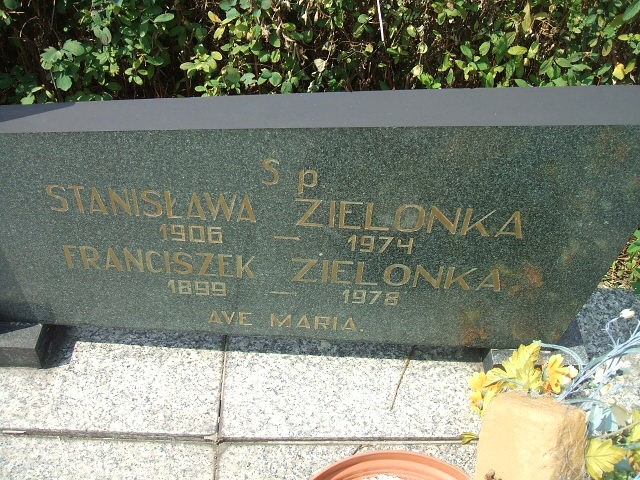 Ś p.
STANISŁAWA ZIELONKA
1906 — 1974
FRANCISZEK ZIELONKA
1899 — 1978
AVE MARIA.